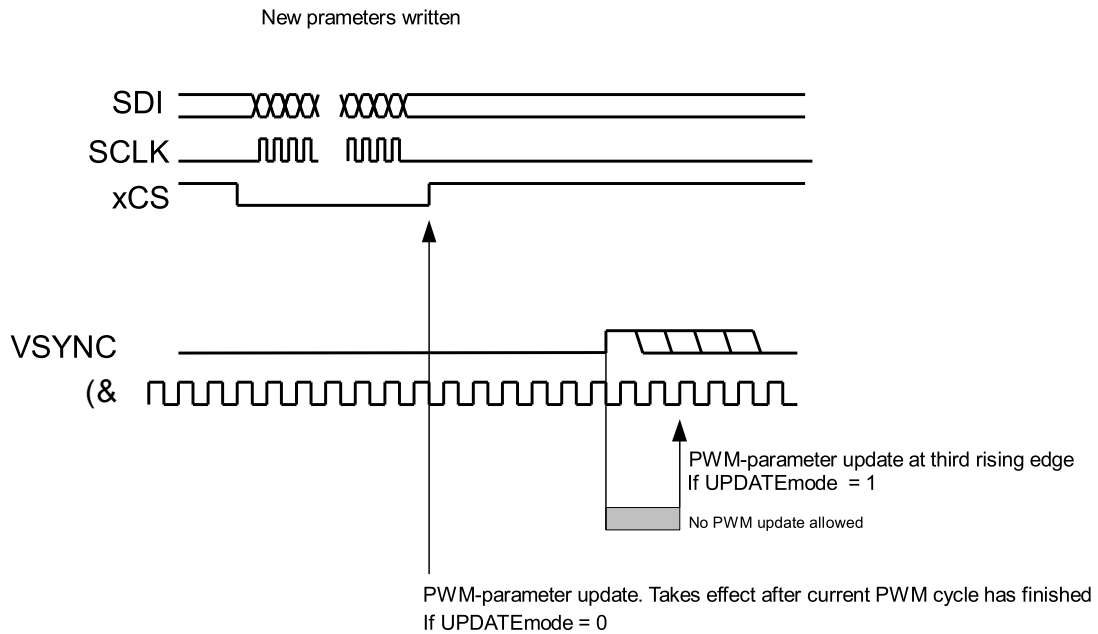 New prameters written
SDI
SCLK
xCS
VSYNC
(&
PWM-parameter update at third rising edge
If UPDATEmode = 1
No PWM update allowed
PWM-parameter update. Takes effect after current PWM cycle has finished
If UPDATEmode = 0